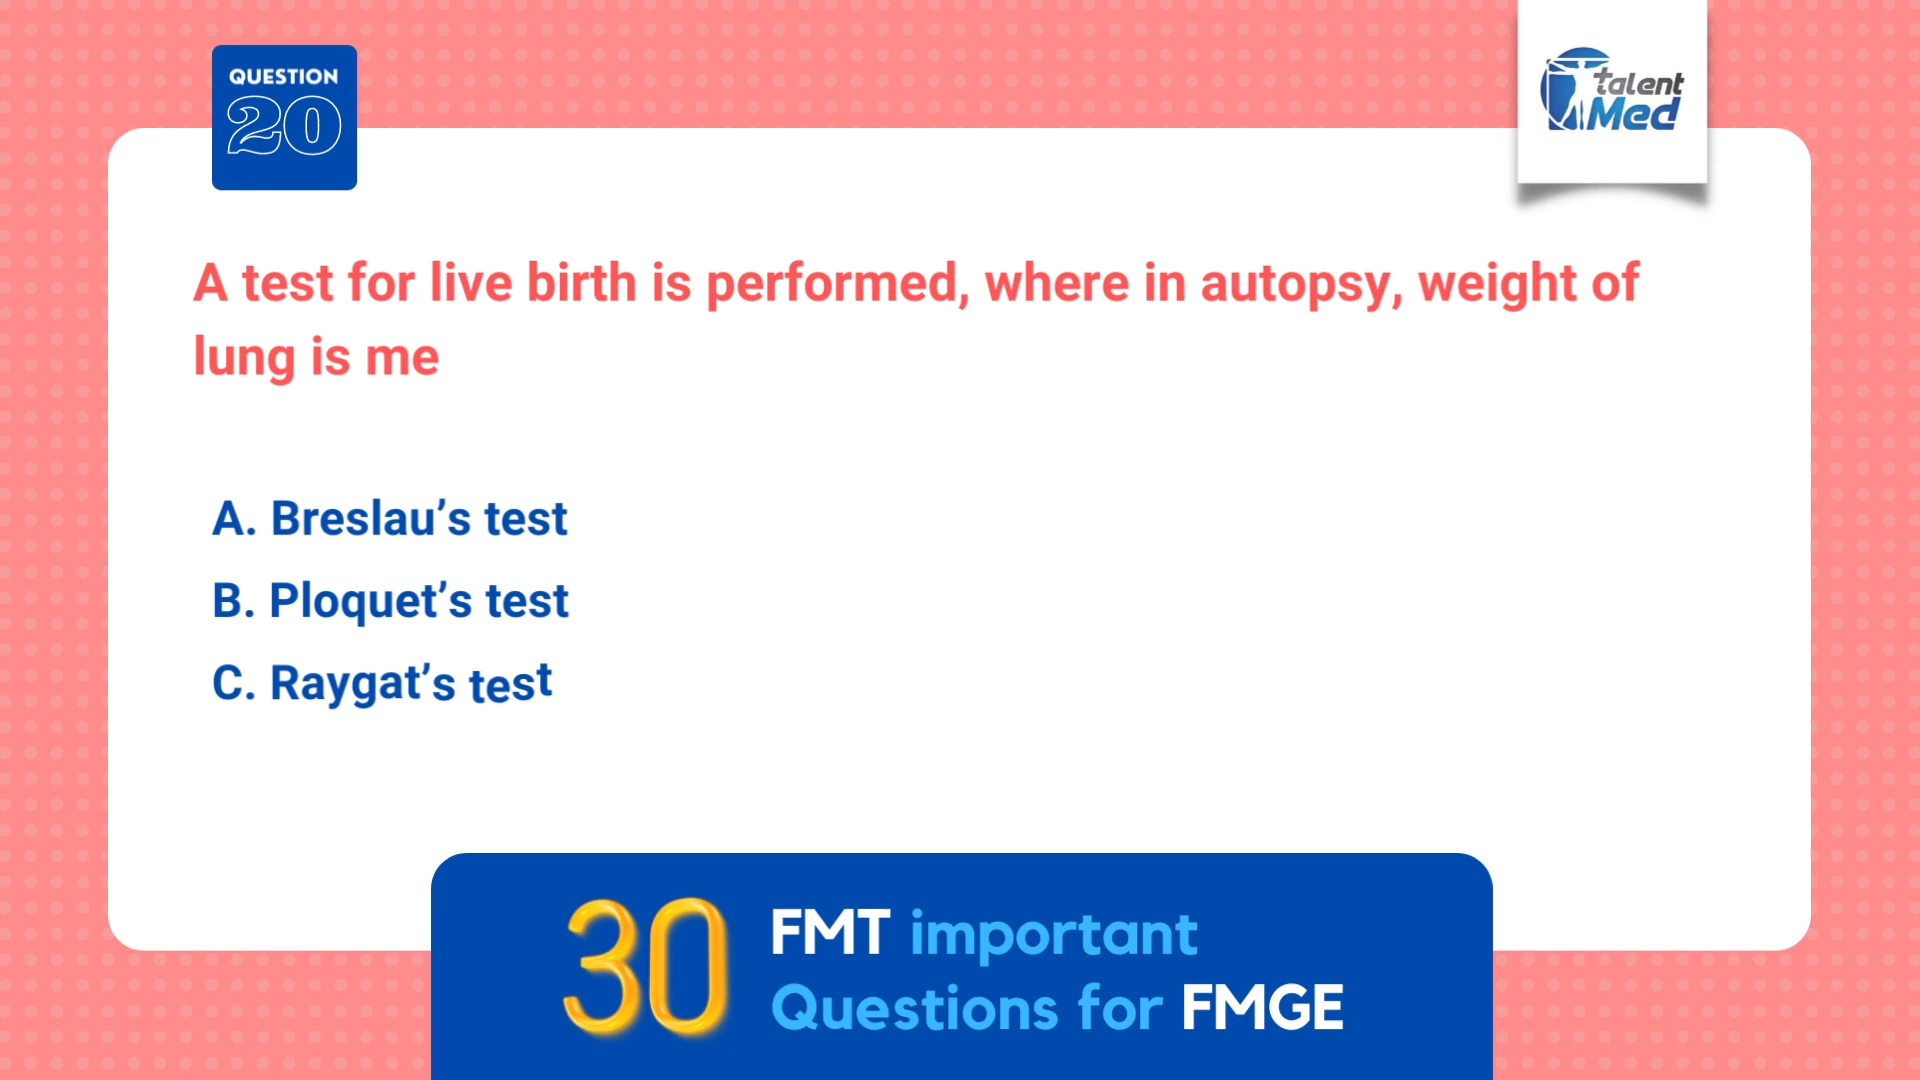 QUESTION
20
talent
Med
A test for live birth is performed, where in autopsy, weight of
lung is me
A. Breslau’s test
B. Ploquet’s test
C. Raygat’s test
30
FMT important
Questions for FMGE